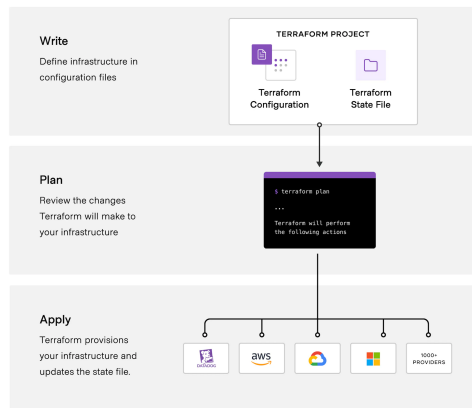 Write
Define infrastructure in
configuration files
TERRAFORM PROJECT
Terraform
Configuration
Terraform
State File
Plan
Review the changes
Terraform will make to
your infrastructure
$ terraform plan
...
Terraform will perform
the following actions
Apply
Terraform provisions
your infrastructure and
updates the state file.
DATADOG
aws
1000+
PROVIDERS